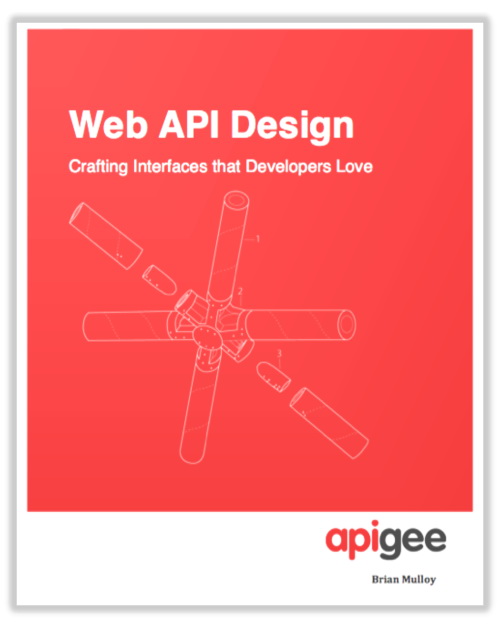 Web API Design
Crafting Interfaces that Developers Love
1
2
3
apigee
Brian Mulloy